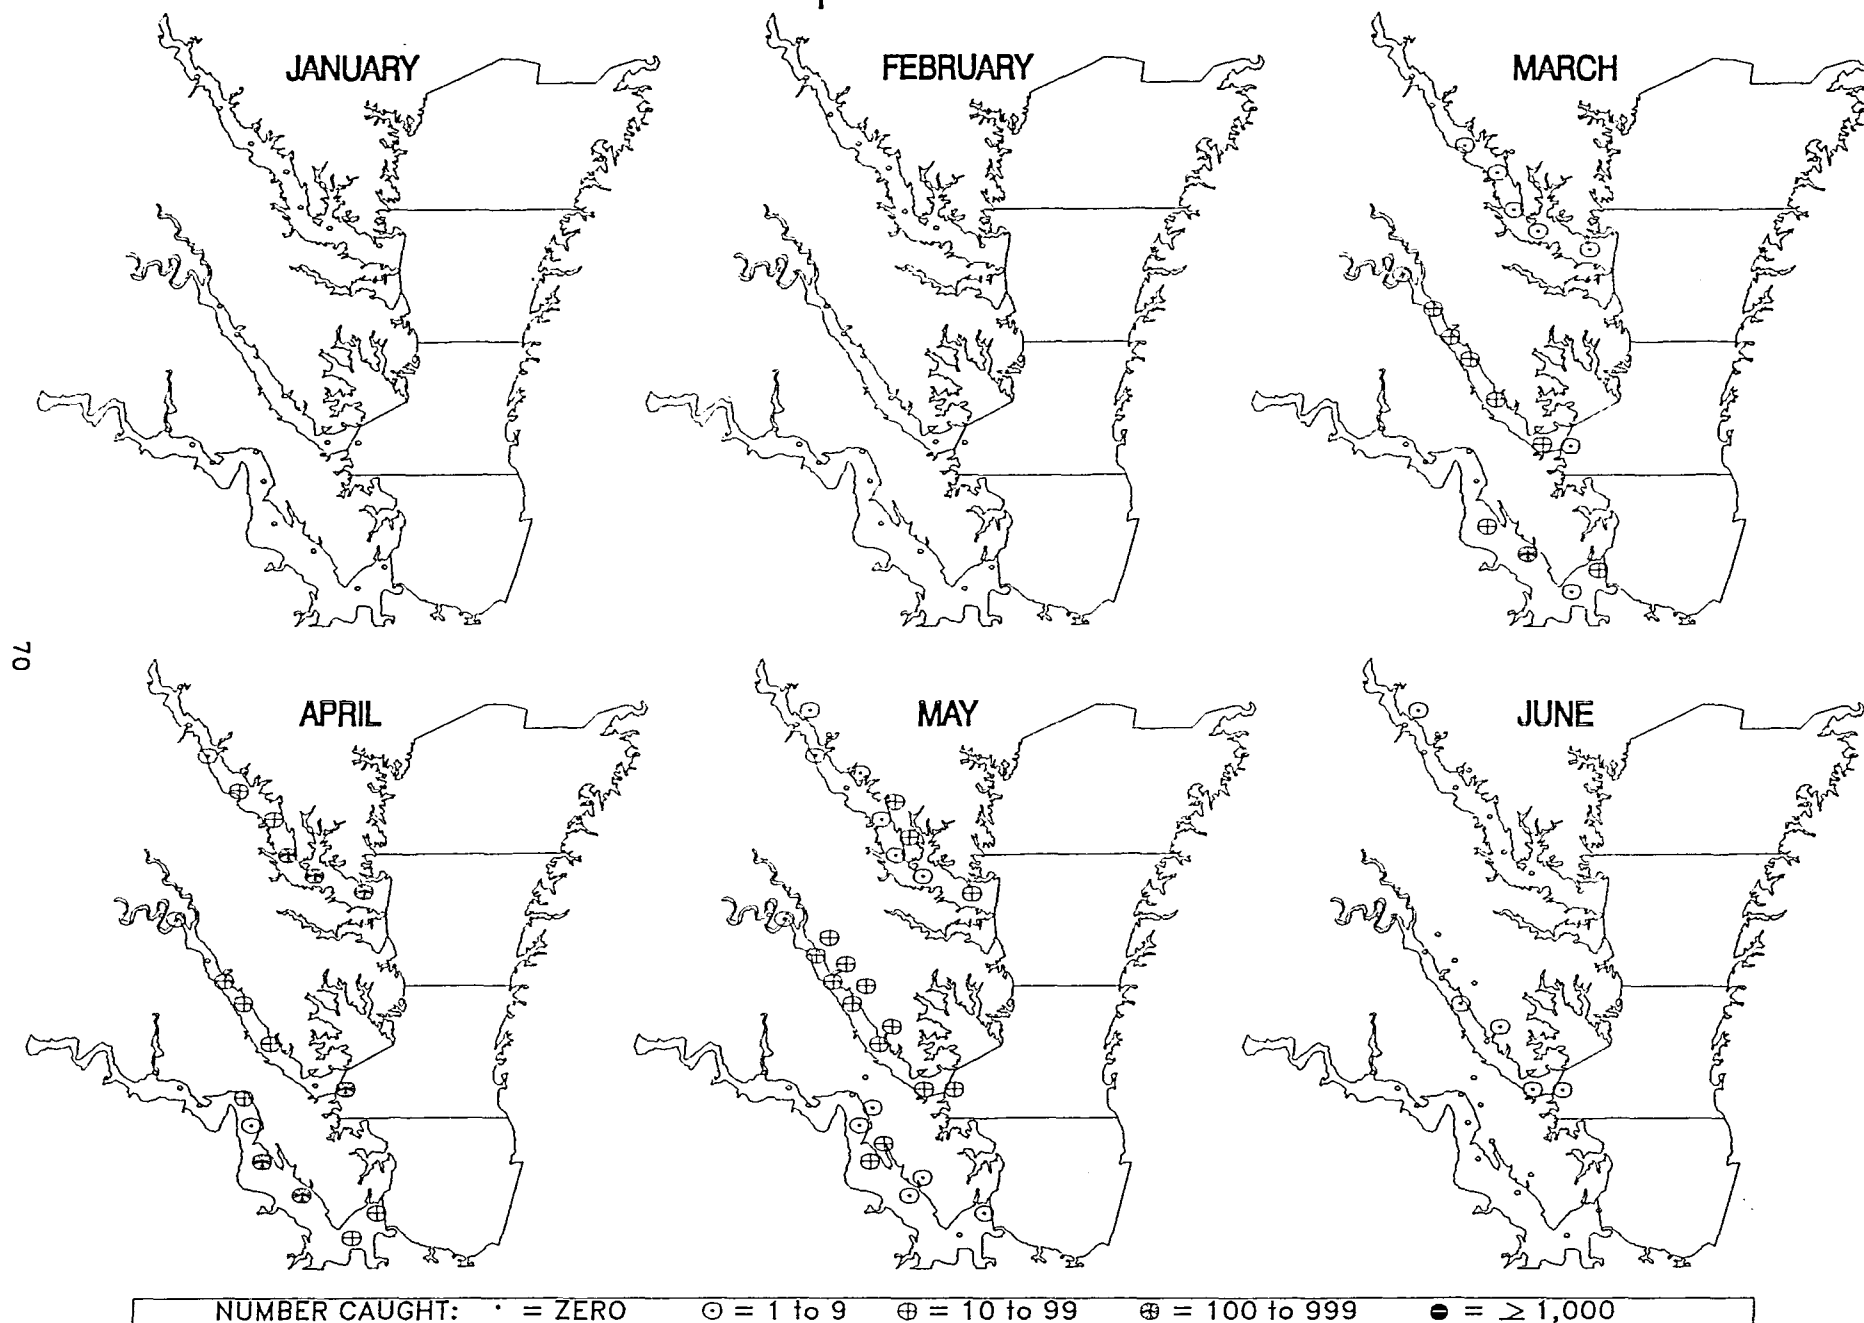 JANUARY
FEBRUARY
MARCH
70
APRIL
MAY
JUNE
NUMBER CAUGHT: · = ZERO ⊙ = 1 to 9 ⊕ = 10 to 99 ⊛ = 100 to 999 ⊖ = ≥ 1,000